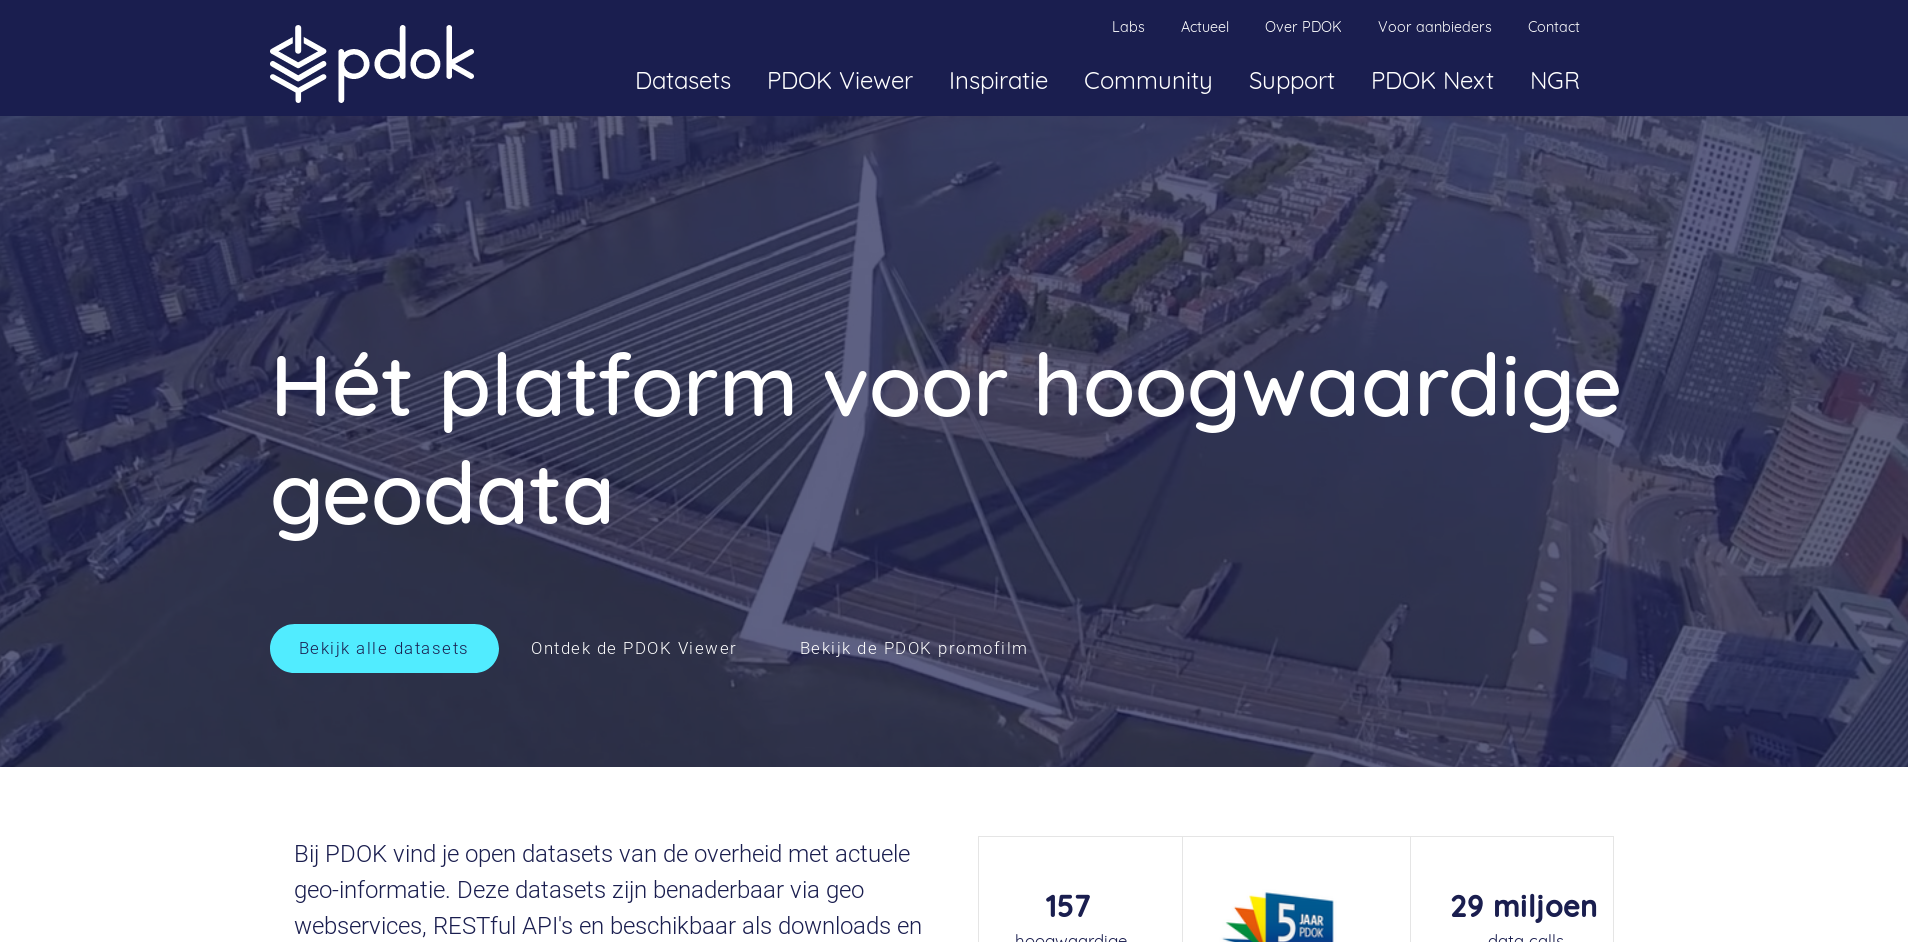 pdok
Labs Actueel Over PDOK Voor aanbieders Contact
Datasets PDOK Viewer Inspiratie Community Support PDOK Next NGR
Hét platform voor hoogwaardige
geodata
Bekijk alle datasets Ontdek de PDOK Viewer Bekijk de PDOK promofilm
Bij PDOK vind je open datasets van de overheid met actuele
geo-informatie. Deze datasets zijn benaderbaar via geo
webservices, RESTful API's en beschikbaar als downloads en
157
hoogwaardige
5 JAAR
PDOK
29 miljoen
data calls